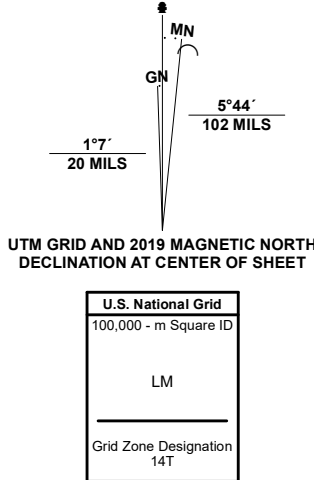 MN
GN
5°44´
102 MILS
1°7´
20 MILS
UTM GRID AND 2019 MAGNETIC NORTH
DECLINATION AT CENTER OF SHEET
U.S. National Grid
100,000 - m Square ID
LM
Grid Zone Designation
14T